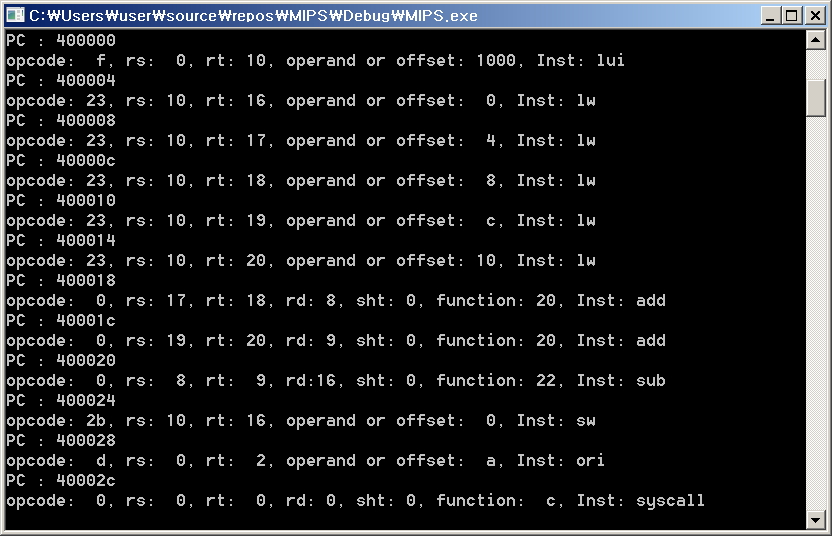 C:₩Users₩user₩source₩repos₩MIPS₩Debug₩MIPS.exe
PC : 400000
opcode:  f, rs:  0, rt: 10, operand or offset: 1000, Inst: lui
PC : 400004
opcode: 23, rs: 10, rt: 16, operand or offset:  0, Inst: lw
PC : 400008
opcode: 23, rs: 10, rt: 17, operand or offset:  4, Inst: lw
PC : 40000c
opcode: 23, rs: 10, rt: 18, operand or offset:  8, Inst: lw
PC : 400010
opcode: 23, rs: 10, rt: 19, operand or offset:  c, Inst: lw
PC : 400014
opcode: 23, rs: 10, rt: 20, operand or offset: 10, Inst: lw
PC : 400018
opcode:  0, rs: 17, rt: 18, rd: 8, sht: 0, function: 20, Inst: add
PC : 40001c
opcode:  0, rs: 19, rt: 20, rd: 9, sht: 0, function: 20, Inst: add
PC : 400020
opcode:  0, rs:  8, rt:  9, rd:16, sht: 0, function: 22, Inst: sub
PC : 400024
opcode: 2b, rs: 10, rt: 16, operand or offset:  0, Inst: sw
PC : 400028
opcode:  d, rs:  0, rt:  2, operand or offset:  a, Inst: ori
PC : 40002c
opcode:  0, rs:  0, rt:  0, rd: 0, sht: 0, function:  c, Inst: syscall